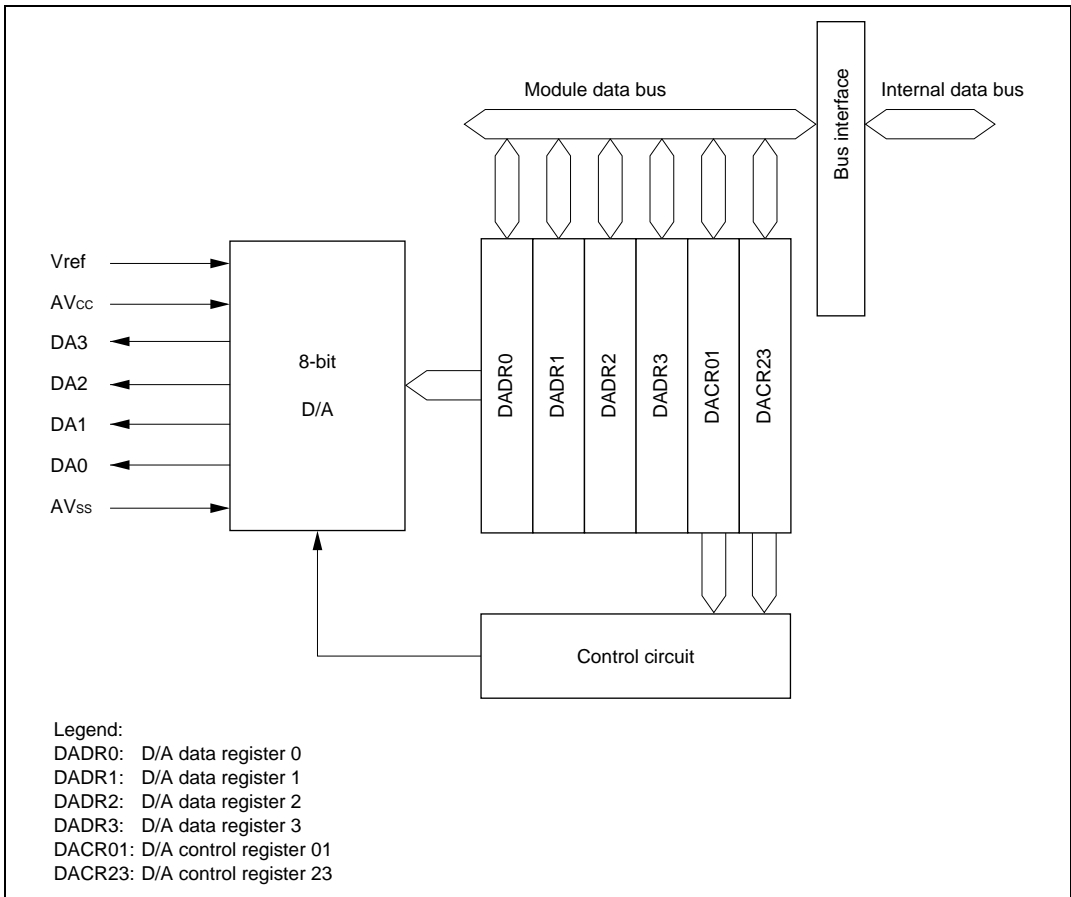 Module data bus
Internal data bus
Bus interface
Vref
AVCC
DA3
DA2
DA1
DA0
AVSS
8-bit
D/A
DADR0
DADR1
DADR2
DADR3
DACR01
DACR23
Control circuit
Legend:
DADR0: D/A data register 0
DADR1: D/A data register 1
DADR2: D/A data register 2
DADR3: D/A data register 3
DACR01: D/A control register 01
DACR23: D/A control register 23